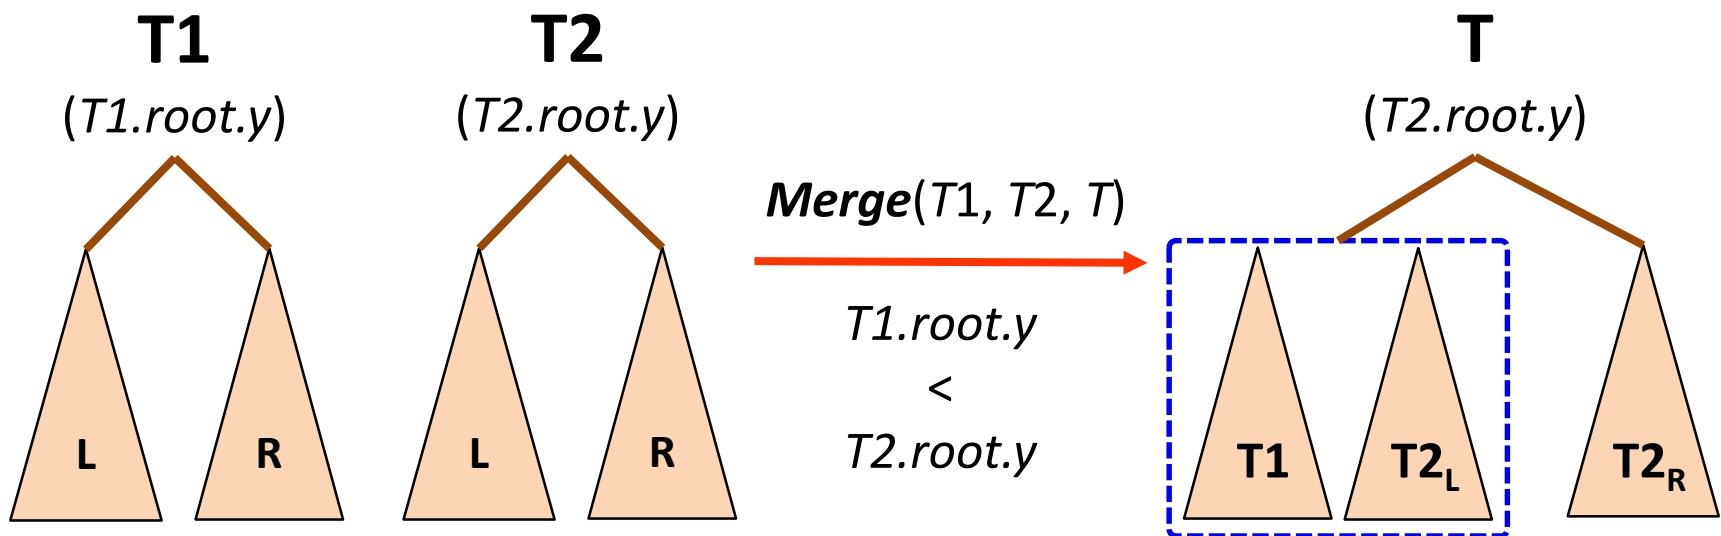 T1
(T1.root.y)
L
R
T2
(T2.root.y)
L
R
Merge(T1, T2, T)
T1.root.y
<
T2.root.y
T
(T2.root.y)
T1
T2L
T2R